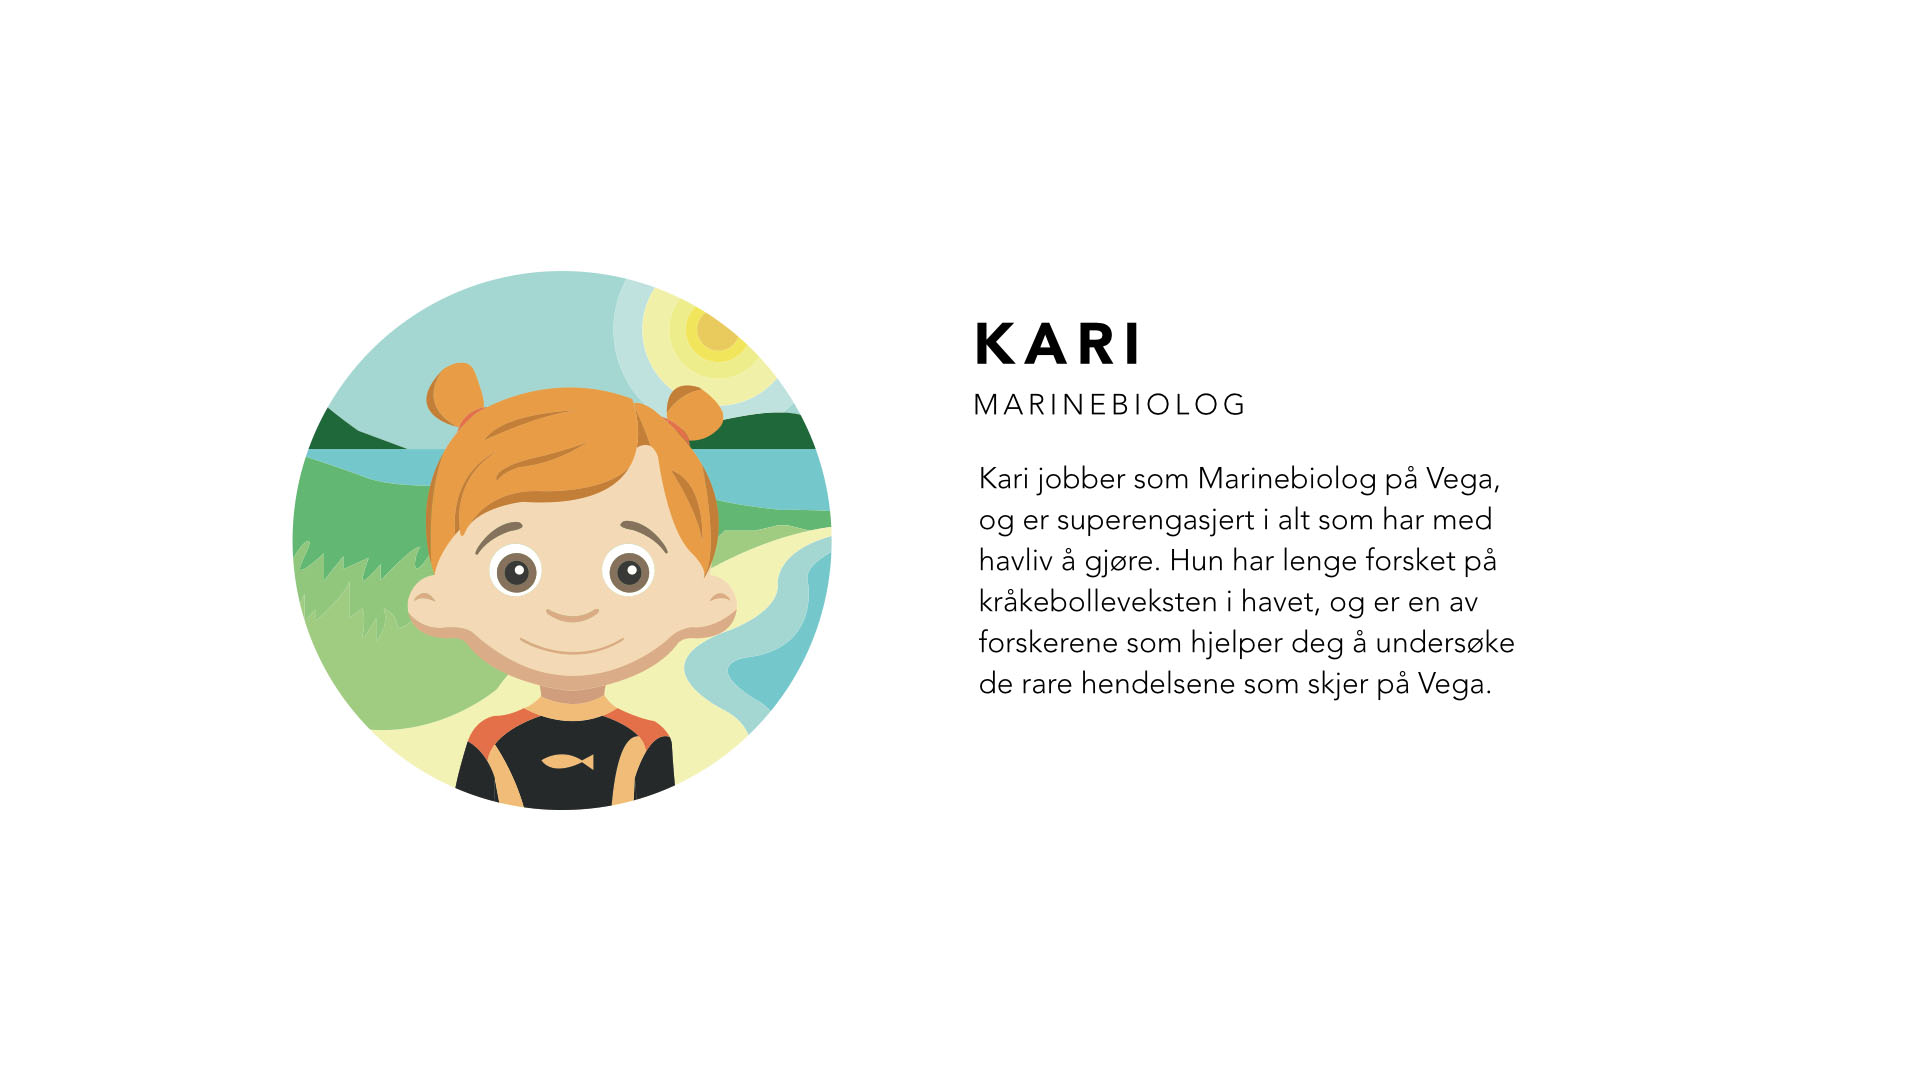 KARI
MARINEBIOLOG
Kari jobber som Marinebiolog på Vega,
og er superengasjert i alt som har med
havliv å gjøre. Hun har lenge forsket på
kråkebolleveksten i havet, og er en av
forskerene som hjelper deg å undersøke
de rare hendelsene som skjer på Vega.